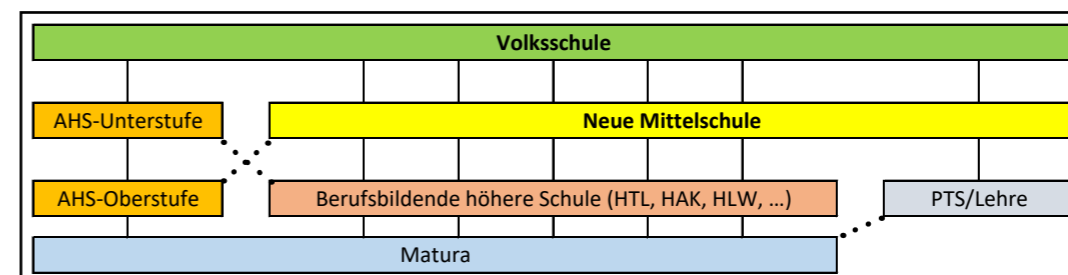 Volksschule
AHS-Unterstufe
Neue Mittelschule
AHS-Oberstufe
Berufsbildende höhere Schule (HTL, HAK, HLW, …)
PTS/Lehre
Matura